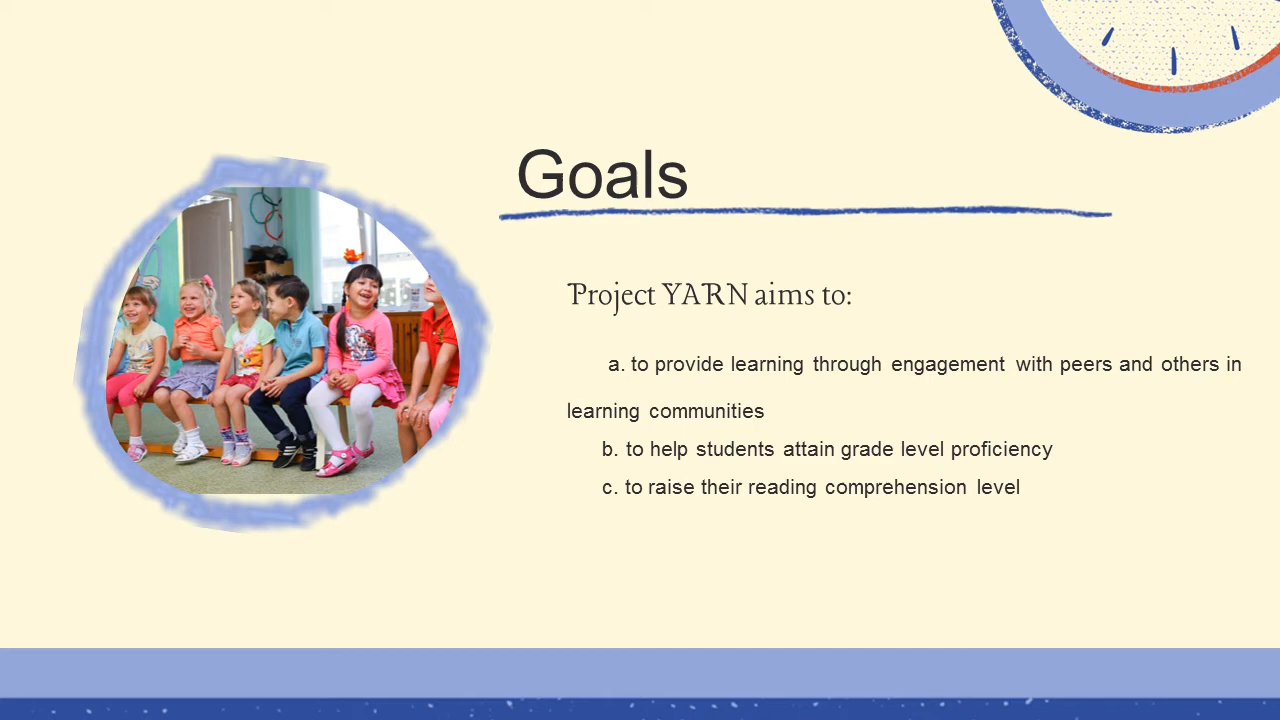 Goals
Project YARN aims to:
a. to provide learning through engagement with peers and others in
learning communities
b. to help students attain grade level proficiency
c. to raise their reading comprehension level